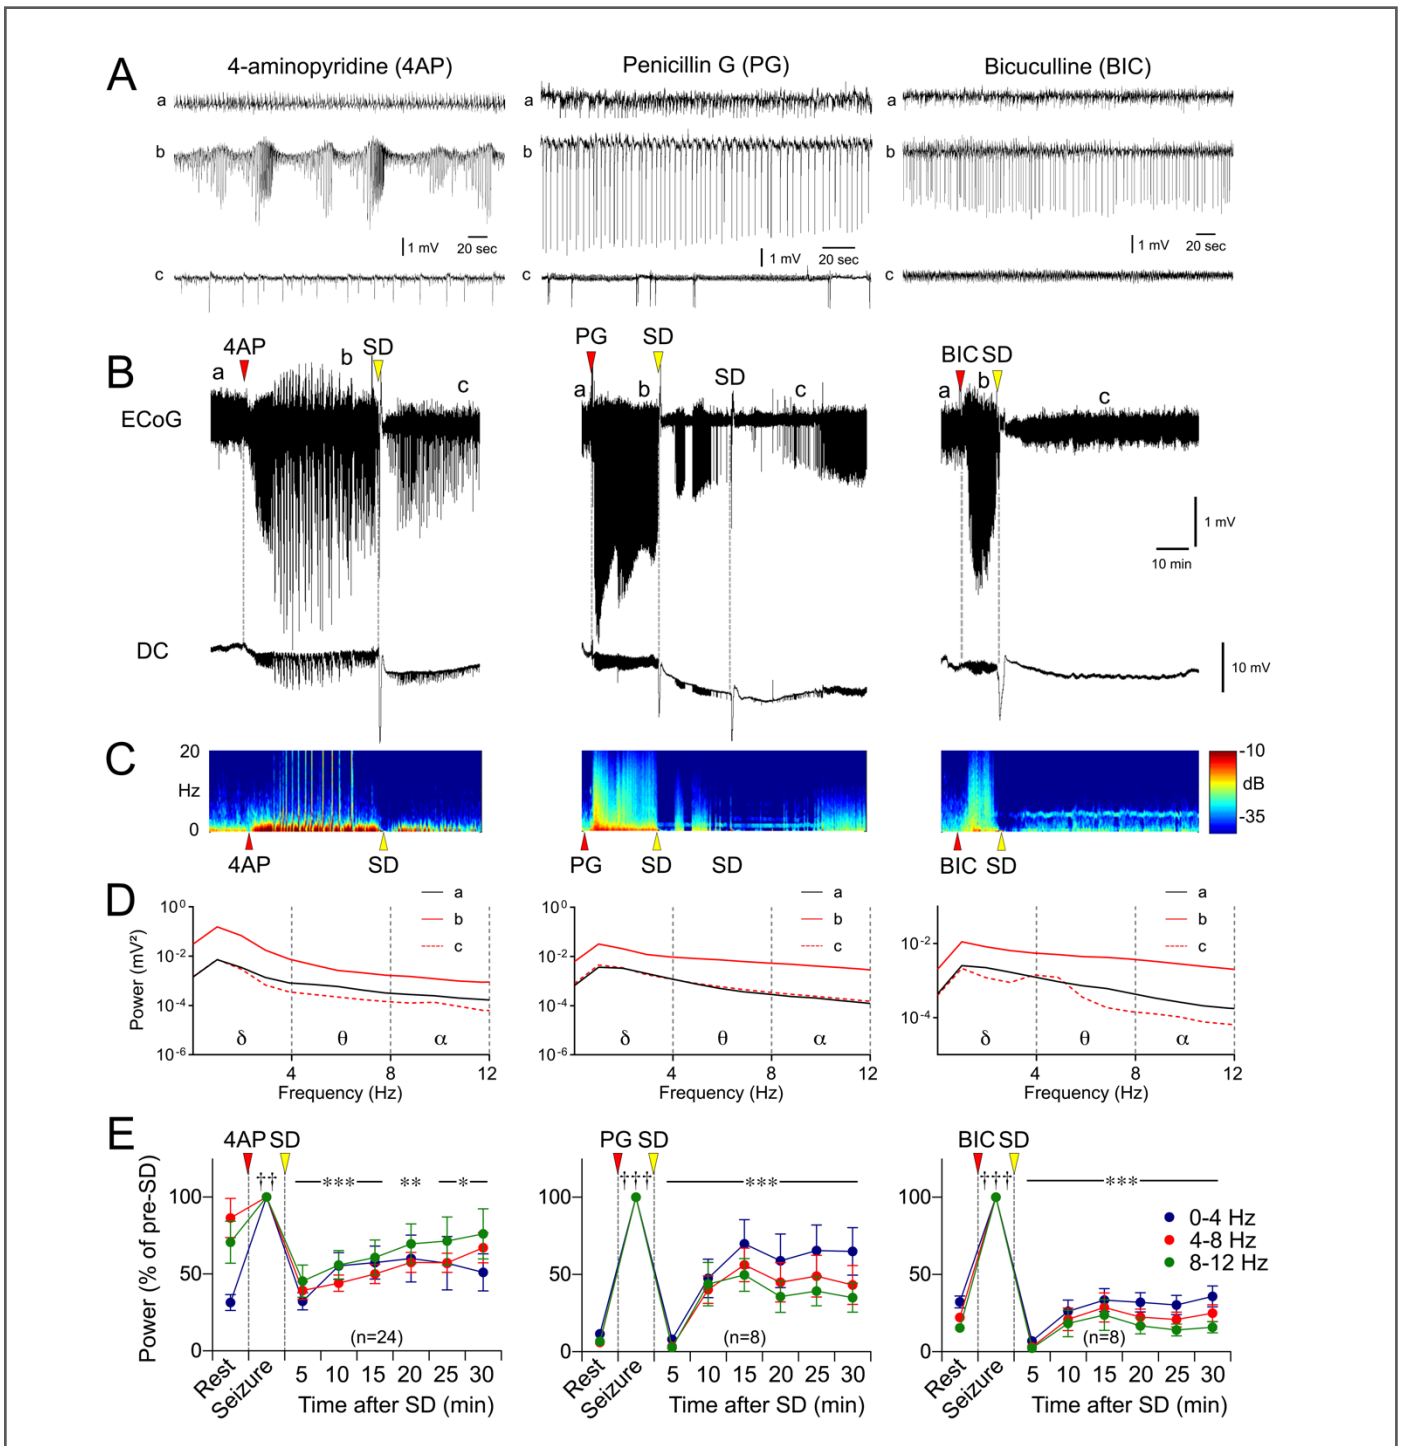 A
4-aminopyridine (4AP)
Penicillin G (PG)
Bicuculline (BIC)
a
a
a
b
b
b
1 mV 20 sec
1 mV 20 sec
1 mV 20 sec
c
c
c
B
4AP SD
PG SD SD
BIC SD
a b c
a b c
a b c
ECoG
1 mV
10 min
DC
10 mV
C
20
Hz
0
-10
dB
-35
4AP SD
PG SD SD
BIC SD
D
Power (mV²)
10⁰
10⁻²
10⁻⁴
10⁻⁶
a
b
c
δ θ α
4 8 12
Frequency (Hz)
10⁰
10⁻²
10⁻⁴
10⁻⁶
a
b
c
δ θ α
4 8 12
Frequency (Hz)
10⁻²
10⁻⁴
a
b
c
δ θ α
4 8 12
Frequency (Hz)
E
Power (% of pre-SD)
4AP SD
†† *** ** *
100
50
0
(n=24)
Rest Seizure 5 10 15 20 25 30
Time after SD (min)
PG SD
††† ***
100
50
0
(n=8)
Rest Seizure 5 10 15 20 25 30
Time after SD (min)
BIC SD
††† ***
100
50
0
(n=8)
Rest Seizure 5 10 15 20 25 30
Time after SD (min)
0-4 Hz
4-8 Hz
8-12 Hz